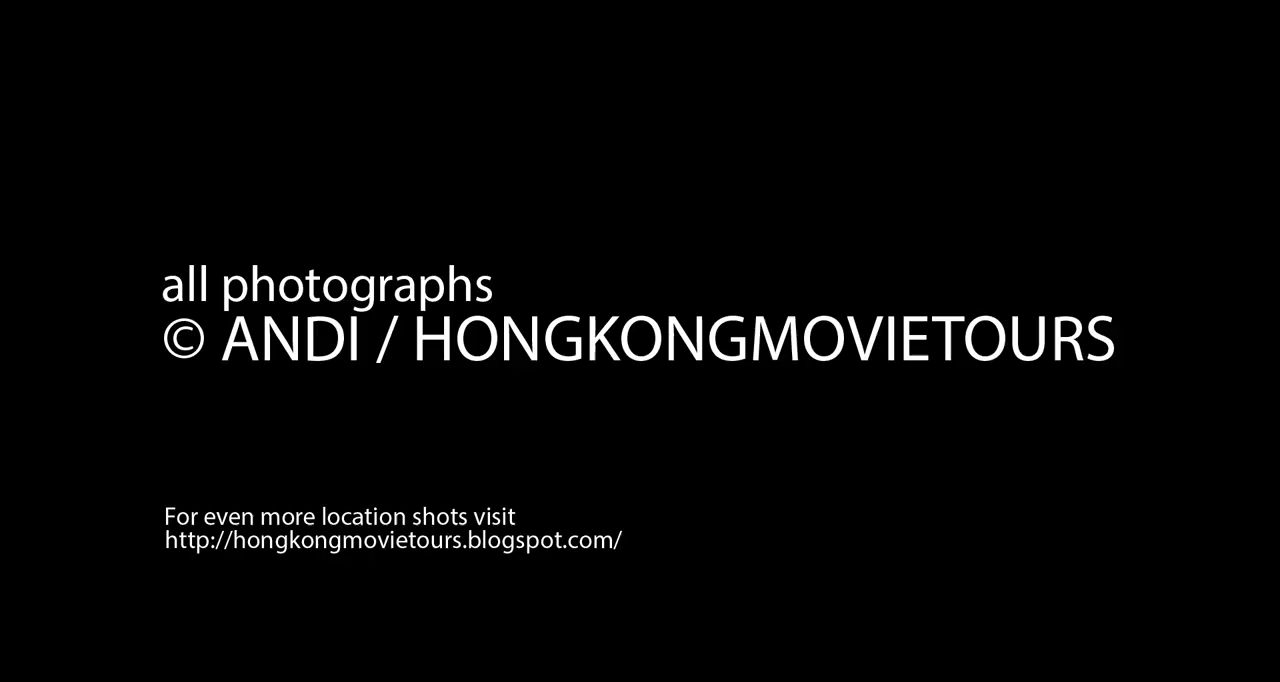 all photographs
© ANDI / HONGKONGMOVIETOURS
For even more location shots visit
http://hongkongmovietours.blogspot.com/